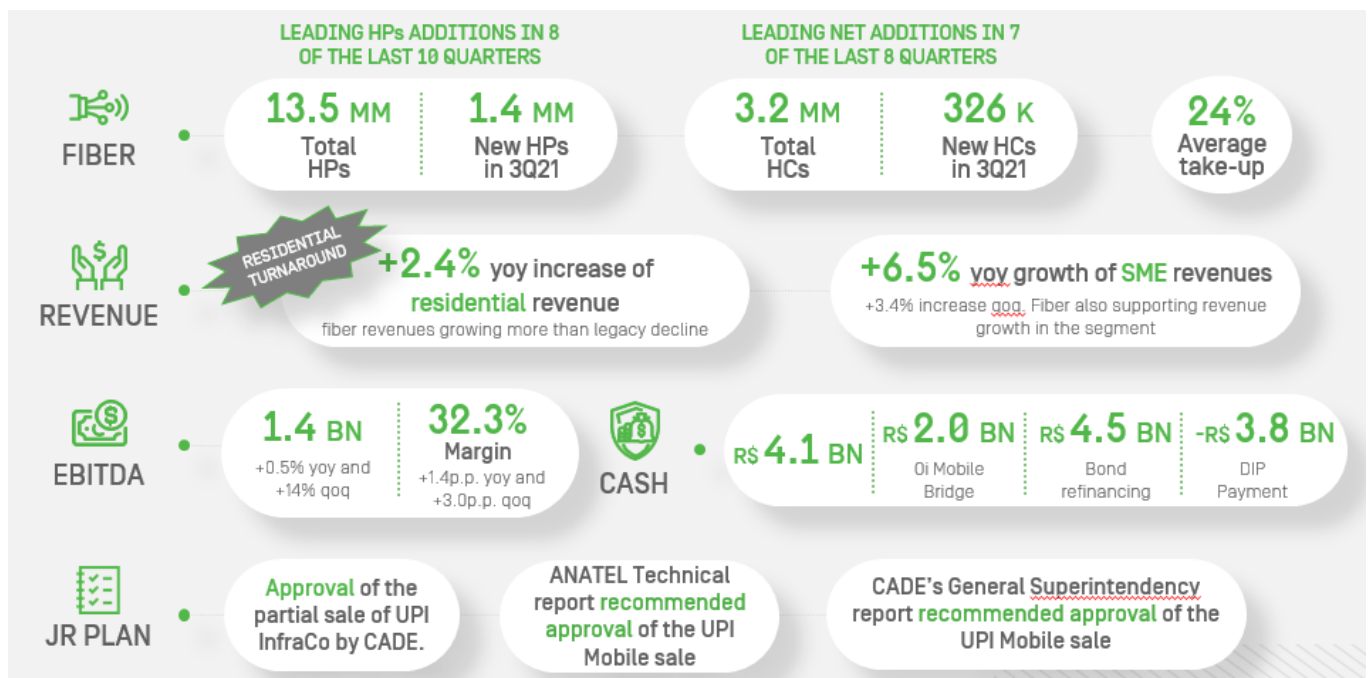 LEADING HPs ADDITIONS IN 8
OF THE LAST 10 QUARTERS
LEADING NET ADDITIONS IN 7
OF THE LAST 8 QUARTERS
FIBER
13.5 MM
Total
HPs
1.4 MM
New HPs
in 3Q21
3.2 MM
Total
HCs
326 K
New HCs
in 3Q21
24%
Average
take-up
REVENUE
RESIDENTIAL
TURNAROUND
+2.4% yoy increase of
residential revenue
fiber revenues growing more than legacy decline
+6.5% yoy growth of SME revenues
+3.4% increase qoq. Fiber also supporting revenue
growth in the segment
EBITDA
1.4 BN
+0.5% yoy and
+14% qoq
32.3%
Margin
+1.4p.p. yoy and
+3.0p.p. qoq
CASH
R$ 4.1 BN
R$ 2.0 BN
Oi Mobile
Bridge
R$ 4.5 BN
Bond
refinancing
-R$ 3.8 BN
DIP
Payment
JR PLAN
Approval of the
partial sale of UPI
InfraCo by CADE.
ANATEL Technical
report recommended
approval of the UPI
Mobile sale
CADE's General Superintendency
report recommended approval of the
UPI Mobile sale